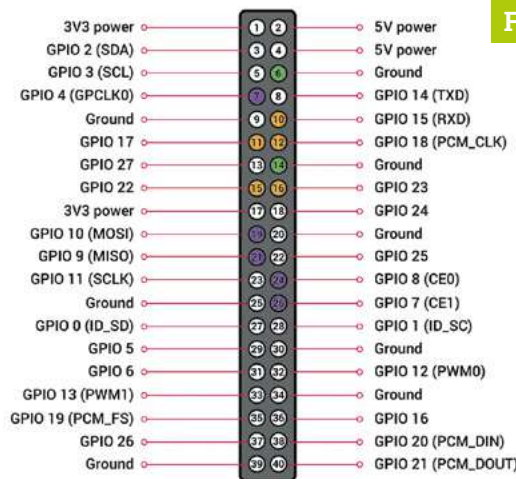 3V3 power 1 2 5V power
GPIO 2 (SDA) 3 4 5V power
GPIO 3 (SCL) 5 6 Ground
GPIO 4 (GPCLK0) 7 8 GPIO 14 (TXD)
Ground 9 10 GPIO 15 (RXD)
GPIO 17 11 12 GPIO 18 (PCM_CLK)
GPIO 27 13 14 Ground
GPIO 22 15 16 GPIO 23
3V3 power 17 18 GPIO 24
GPIO 10 (MOSI) 19 20 Ground
GPIO 9 (MISO) 21 22 GPIO 25
GPIO 11 (SCLK) 23 24 GPIO 8 (CE0)
Ground 25 26 GPIO 7 (CE1)
GPIO 0 (ID_SD) 27 28 GPIO 1 (ID_SC)
GPIO 5 29 30 Ground
GPIO 6 31 32 GPIO 12 (PWM0)
GPIO 13 (PWM1) 33 34 Ground
GPIO 19 (PCM_FS) 35 36 GPIO 16
GPIO 26 37 38 GPIO 20 (PCM_DIN)
Ground 39 40 GPIO 21 (PCM_DOUT)